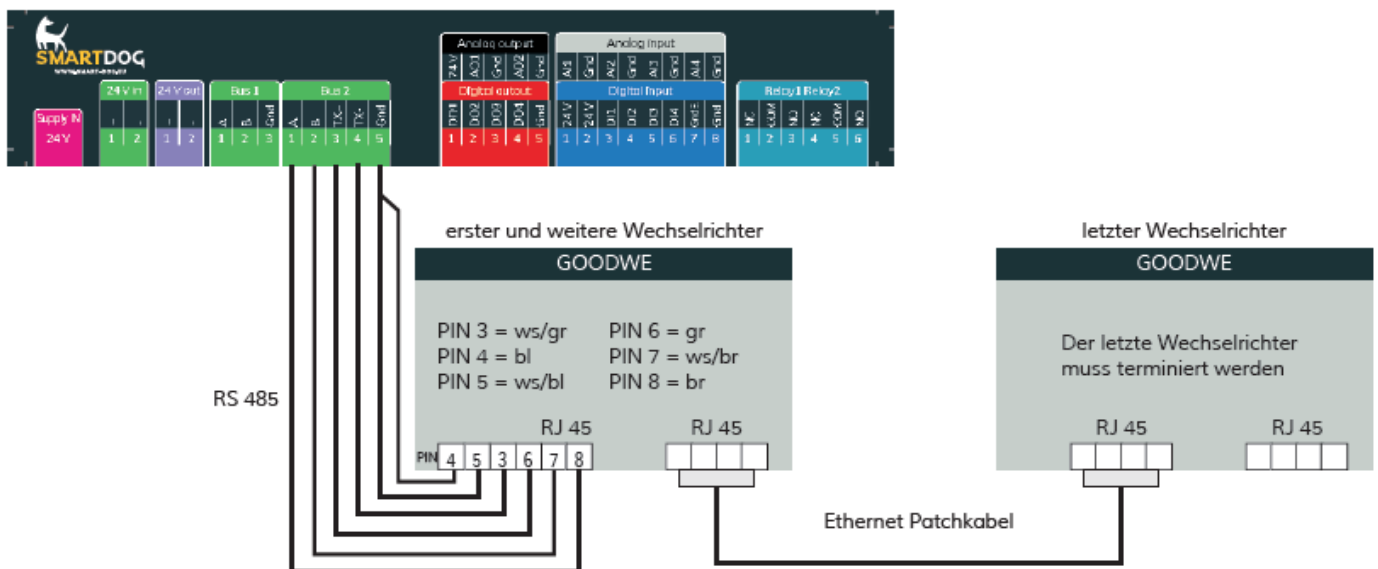 SMARTDOG
Analog output
Analog input
24V AO1 Gnd AO2 Gnd
AI1 Gnd AI2 Gnd AI3 Gnd AI4 Gnd
24 V in
24 V out
Bus 1
Bus 2
Digital output
Digital Input
Relay1 Relay2
Supply IN
24 V
A B Gnd
A B TX- TX- Gnd
DO1 DO2 DO3 DO4 Gnd
24 V 24 V DI1 DI2 DI3 DI4 Gnd
NC COM NO NC COM NO
1 2
1 2
1 2 3
1 2 3 4 5
1 2 3 4 5
1 2 3 4 5 6 7 8
1 2 3 4 5 6
erster und weitere Wechselrichter
letzter Wechselrichter
GOODWE
GOODWE
PIN 3 = ws/gr
PIN 6 = gr
PIN 4 = bl
PIN 7 = ws/br
PIN 5 = ws/bl
PIN 8 = br
Der letzte Wechselrichter
muss terminiert werden
RS 485
RJ 45
RJ 45
RJ 45
RJ 45
PIN 4 5 3 6 7 8
Ethernet Patchkabel